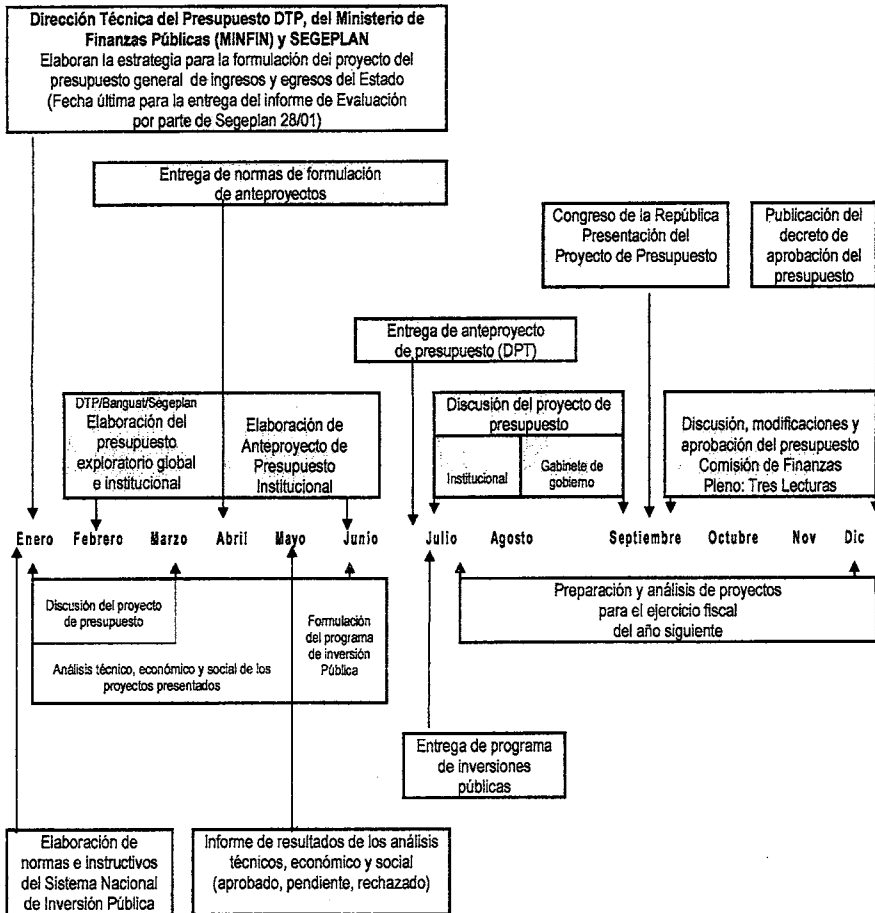 Dirección Técnica del Presupuesto DTP, del Ministerio de
Finanzas Públicas (MINFIN) y SEGEPLAN
Elaboran la estrategia para la formulación del proyecto del
presupuesto general de ingresos y egresos del Estado
(Fecha última para la entrega del informe de Evaluación
por parte de Segeplan 28/01)
Entrega de normas de formulación
de anteproyectos
Congreso de la República
Presentación del
Proyecto de Presupuesto
Publicación del
decreto de
aprobación del
presupuesto
Entrega de anteproyecto
de presupuesto (DPT)
DTP/Banguat/Segeplan
Elaboración del
presupuesto
exploratorio global
e institucional
Elaboración de
Anteproyecto de
Presupuesto
Institucional
Discusión del proyecto de
presupuesto
Institucional
Gabinete de
gobierno
Discusión, modificaciones y
aprobación del presupuesto
Comisión de Finanzas
Pleno: Tres Lecturas
Enero Febrero Marzo Abril Mayo Junio Julio Agosto Septiembre Octubre Nov Dic
Discusión del proyecto
de presupuesto
Análisis técnico, económico y social de los
proyectos presentados
Formulación
del programa
de inversión
Pública
Preparación y análisis de proyectos
para el ejercicio fiscal
del año siguiente
Entrega de programa
de inversiones
públicas
Elaboración de
normas e instructivos
del Sistema Nacional
de Inversión Pública
Informe de resultados de los análisis
técnicos, económico y social
(aprobado, pendiente, rechazado)